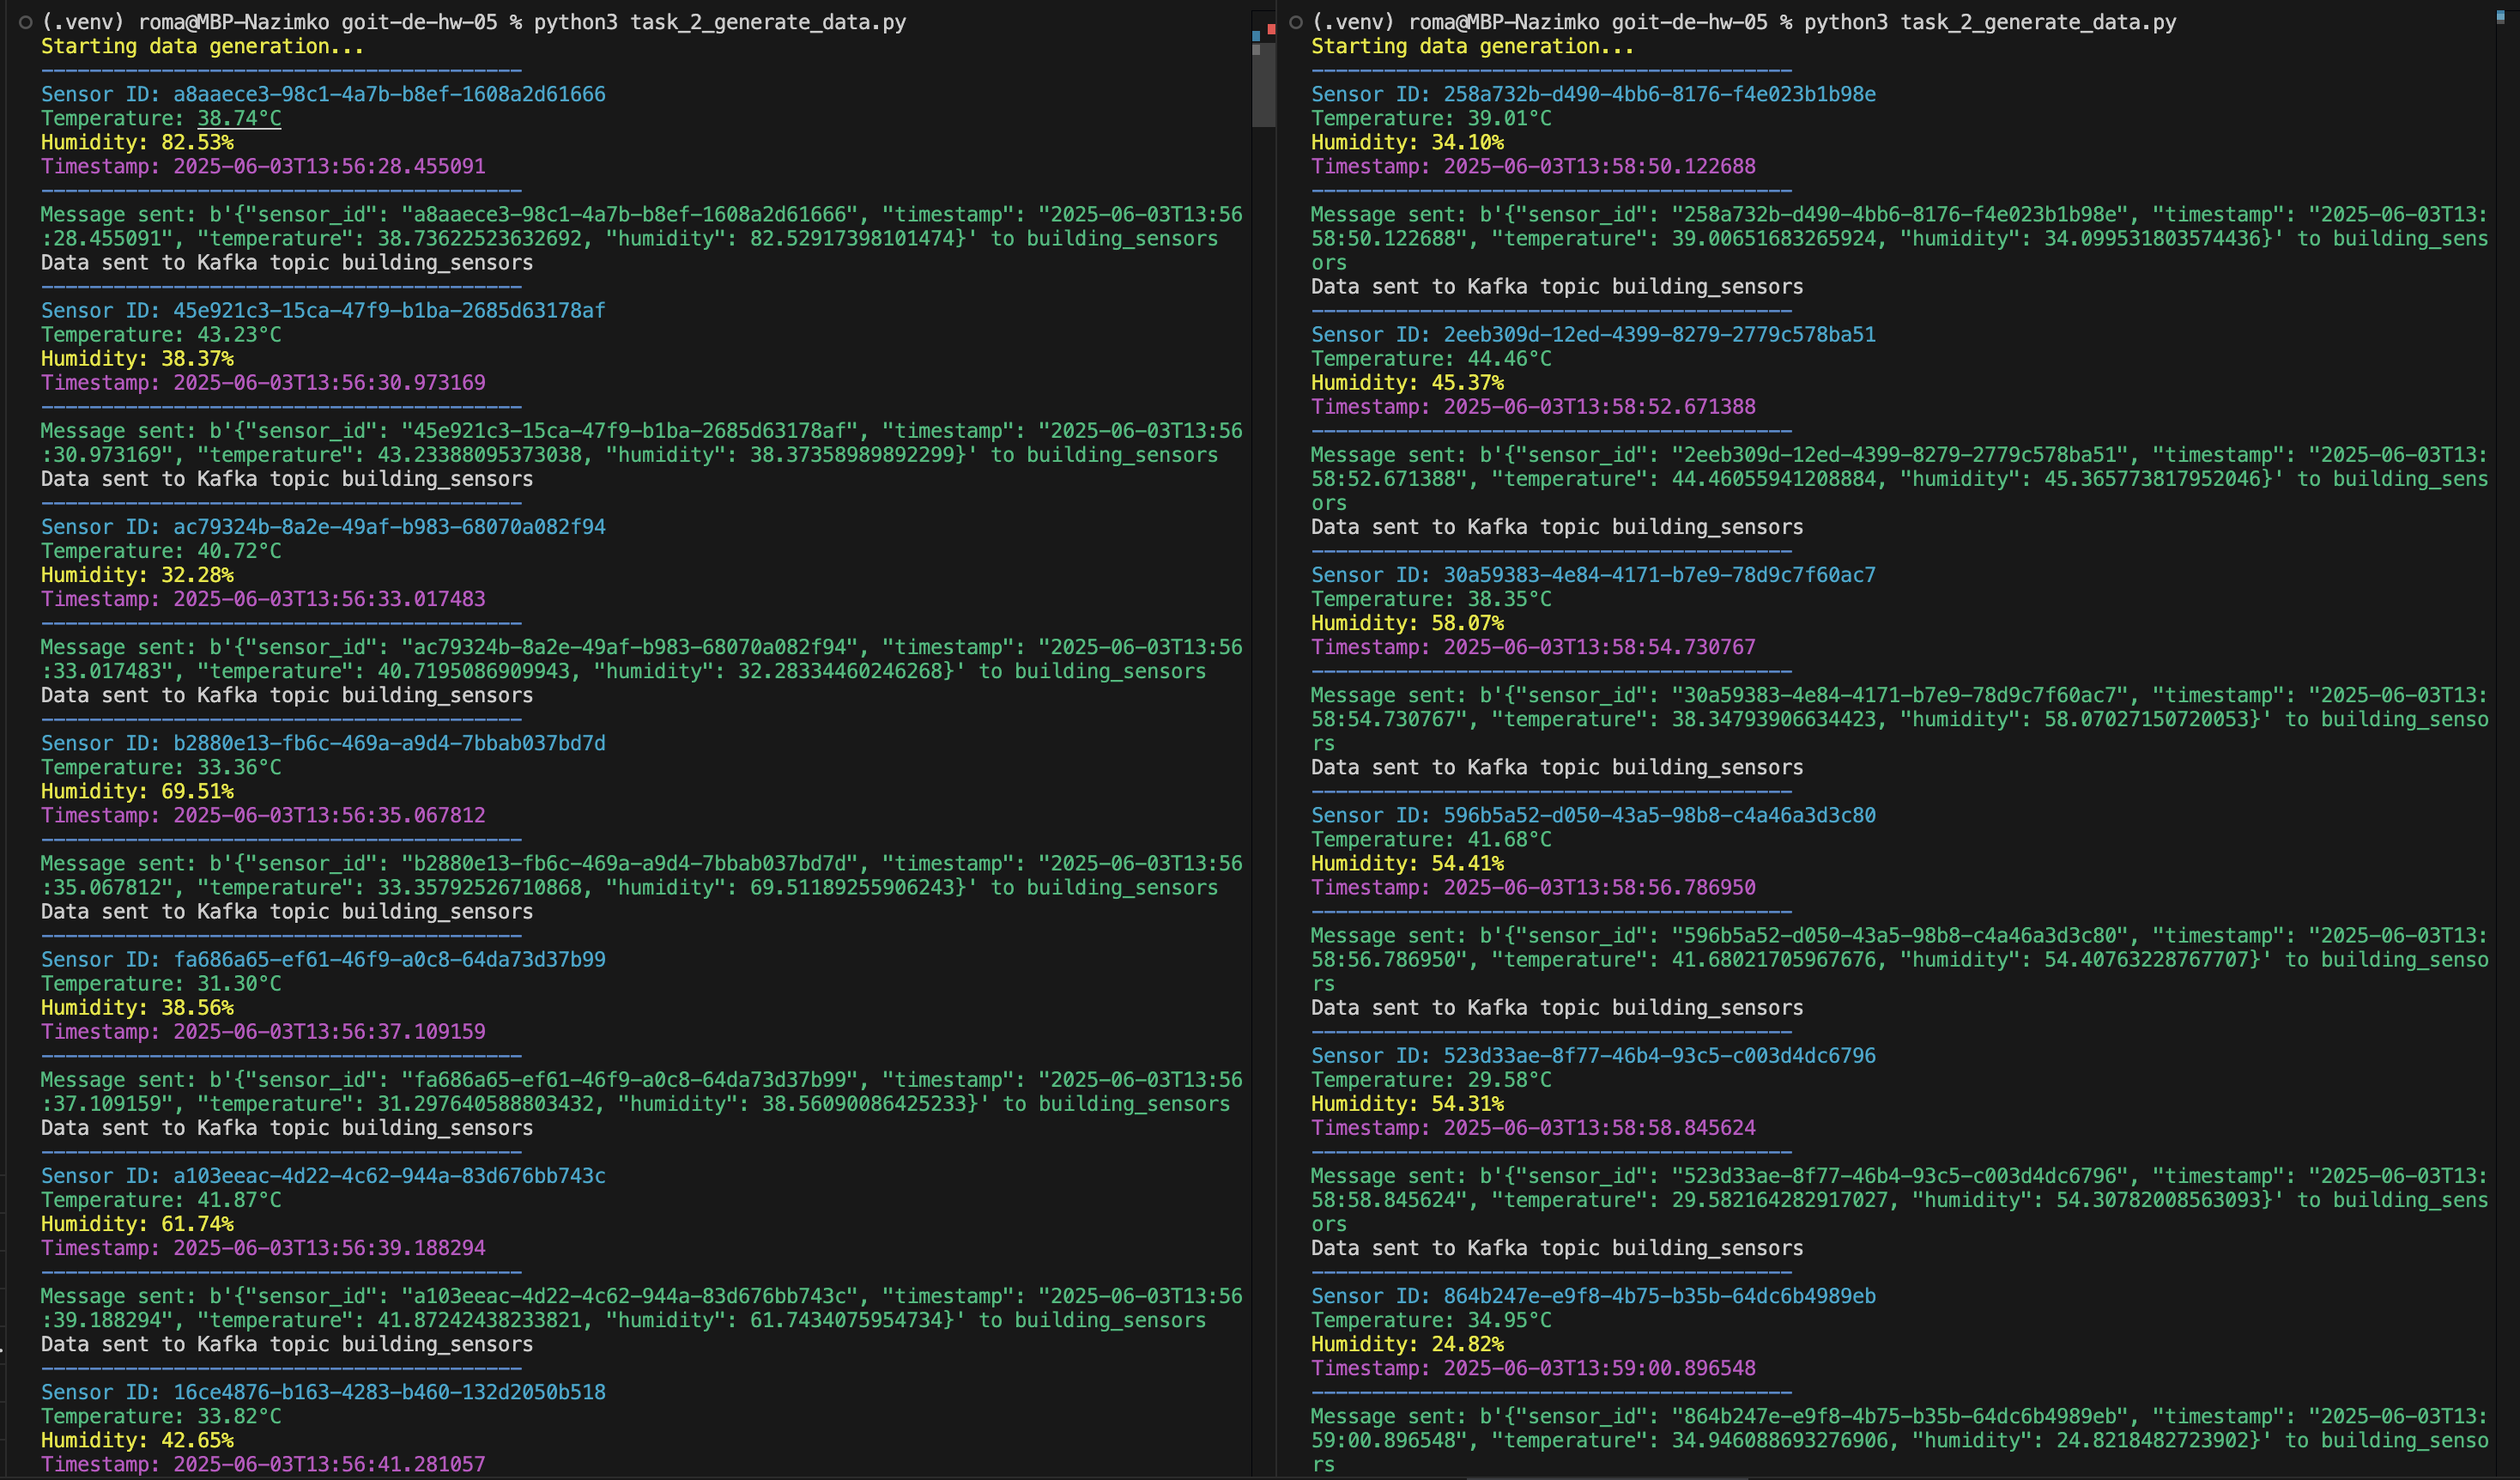 (.venv) roma@MBP-Nazimko goit-de-hw-05 % python3 task_2_generate_data.py
Starting data generation...
----------------------------------------
Sensor ID: a8aaece3-98c1-4a7b-b8ef-1608a2d61666
Temperature: 38.74°C
Humidity: 82.53%
Timestamp: 2025-06-03T13:56:28.455091
----------------------------------------
Message sent: b'{"sensor_id": "a8aaece3-98c1-4a7b-b8ef-1608a2d61666", "timestamp": "2025-06-03T13:56
:28.455091", "temperature": 38.73622523632692, "humidity": 82.52917398101474}' to building_sensors
Data sent to Kafka topic building_sensors
----------------------------------------
Sensor ID: 45e921c3-15ca-47f9-b1ba-2685d63178af
Temperature: 43.23°C
Humidity: 38.37%
Timestamp: 2025-06-03T13:56:30.973169
----------------------------------------
Message sent: b'{"sensor_id": "45e921c3-15ca-47f9-b1ba-2685d63178af", "timestamp": "2025-06-03T13:56
:30.973169", "temperature": 43.23388095373038, "humidity": 38.37358989892299}' to building_sensors
Data sent to Kafka topic building_sensors
----------------------------------------
Sensor ID: ac79324b-8a2e-49af-b983-68070a082f94
Temperature: 40.72°C
Humidity: 32.28%
Timestamp: 2025-06-03T13:56:33.017483
----------------------------------------
Message sent: b'{"sensor_id": "ac79324b-8a2e-49af-b983-68070a082f94", "timestamp": "2025-06-03T13:56
:33.017483", "temperature": 40.7195086909943, "humidity": 32.28334460246268}' to building_sensors
Data sent to Kafka topic building_sensors
----------------------------------------
Sensor ID: b2880e13-fb6c-469a-a9d4-7bbab037bd7d
Temperature: 33.36°C
Humidity: 69.51%
Timestamp: 2025-06-03T13:56:35.067812
----------------------------------------
Message sent: b'{"sensor_id": "b2880e13-fb6c-469a-a9d4-7bbab037bd7d", "timestamp": "2025-06-03T13:56
:35.067812", "temperature": 33.35792526710868, "humidity": 69.51189255906243}' to building_sensors
Data sent to Kafka topic building_sensors
----------------------------------------
Sensor ID: fa686a65-ef61-46f9-a0c8-64da73d37b99
Temperature: 31.30°C
Humidity: 38.56%
Timestamp: 2025-06-03T13:56:37.109159
----------------------------------------
Message sent: b'{"sensor_id": "fa686a65-ef61-46f9-a0c8-64da73d37b99", "timestamp": "2025-06-03T13:56
:37.109159", "temperature": 31.297640588803432, "humidity": 38.56090086425233}' to building_sensors
Data sent to Kafka topic building_sensors
----------------------------------------
Sensor ID: a103eeac-4d22-4c62-944a-83d676bb743c
Temperature: 41.87°C
Humidity: 61.74%
Timestamp: 2025-06-03T13:56:39.188294
----------------------------------------
Message sent: b'{"sensor_id": "a103eeac-4d22-4c62-944a-83d676bb743c", "timestamp": "2025-06-03T13:56
:39.188294", "temperature": 41.87242438233821, "humidity": 61.7434075954734}' to building_sensors
Data sent to Kafka topic building_sensors
----------------------------------------
Sensor ID: 16ce4876-b163-4283-b460-132d2050b518
Temperature: 33.82°C
Humidity: 42.65%
Timestamp: 2025-06-03T13:56:41.281057
(.venv) roma@MBP-Nazimko goit-de-hw-05 % python3 task_2_generate_data.py
Starting data generation...
----------------------------------------
Sensor ID: 258a732b-d490-4bb6-8176-f4e023b1b98e
Temperature: 39.01°C
Humidity: 34.10%
Timestamp: 2025-06-03T13:58:50.122688
----------------------------------------
Message sent: b'{"sensor_id": "258a732b-d490-4bb6-8176-f4e023b1b98e", "timestamp": "2025-06-03T13:
58:50.122688", "temperature": 39.00651683265924, "humidity": 34.099531803574436}' to building_sens
ors
Data sent to Kafka topic building_sensors
----------------------------------------
Sensor ID: 2eeb309d-12ed-4399-8279-2779c578ba51
Temperature: 44.46°C
Humidity: 45.37%
Timestamp: 2025-06-03T13:58:52.671388
----------------------------------------
Message sent: b'{"sensor_id": "2eeb309d-12ed-4399-8279-2779c578ba51", "timestamp": "2025-06-03T13:
58:52.671388", "temperature": 44.46055941208884, "humidity": 45.365773817952046}' to building_sens
ors
Data sent to Kafka topic building_sensors
----------------------------------------
Sensor ID: 30a59383-4e84-4171-b7e9-78d9c7f60ac7
Temperature: 38.35°C
Humidity: 58.07%
Timestamp: 2025-06-03T13:58:54.730767
----------------------------------------
Message sent: b'{"sensor_id": "30a59383-4e84-4171-b7e9-78d9c7f60ac7", "timestamp": "2025-06-03T13:
58:54.730767", "temperature": 38.34793906634423, "humidity": 58.07027150720053}' to building_senso
rs
Data sent to Kafka topic building_sensors
----------------------------------------
Sensor ID: 596b5a52-d050-43a5-98b8-c4a46a3d3c80
Temperature: 41.68°C
Humidity: 54.41%
Timestamp: 2025-06-03T13:58:56.786950
----------------------------------------
Message sent: b'{"sensor_id": "596b5a52-d050-43a5-98b8-c4a46a3d3c80", "timestamp": "2025-06-03T13:
58:56.786950", "temperature": 41.68021705967676, "humidity": 54.40763228767707}' to building_senso
rs
Data sent to Kafka topic building_sensors
----------------------------------------
Sensor ID: 523d33ae-8f77-46b4-93c5-c003d4dc6796
Temperature: 29.58°C
Humidity: 54.31%
Timestamp: 2025-06-03T13:58:58.845624
----------------------------------------
Message sent: b'{"sensor_id": "523d33ae-8f77-46b4-93c5-c003d4dc6796", "timestamp": "2025-06-03T13:
58:58.845624", "temperature": 29.582164282917027, "humidity": 54.30782008563093}' to building_sens
ors
Data sent to Kafka topic building_sensors
----------------------------------------
Sensor ID: 864b247e-e9f8-4b75-b35b-64dc6b4989eb
Temperature: 34.95°C
Humidity: 24.82%
Timestamp: 2025-06-03T13:59:00.896548
----------------------------------------
Message sent: b'{"sensor_id": "864b247e-e9f8-4b75-b35b-64dc6b4989eb", "timestamp": "2025-06-03T13:
59:00.896548", "temperature": 34.946088693276906, "humidity": 24.8218482723902}' to building_senso
rs